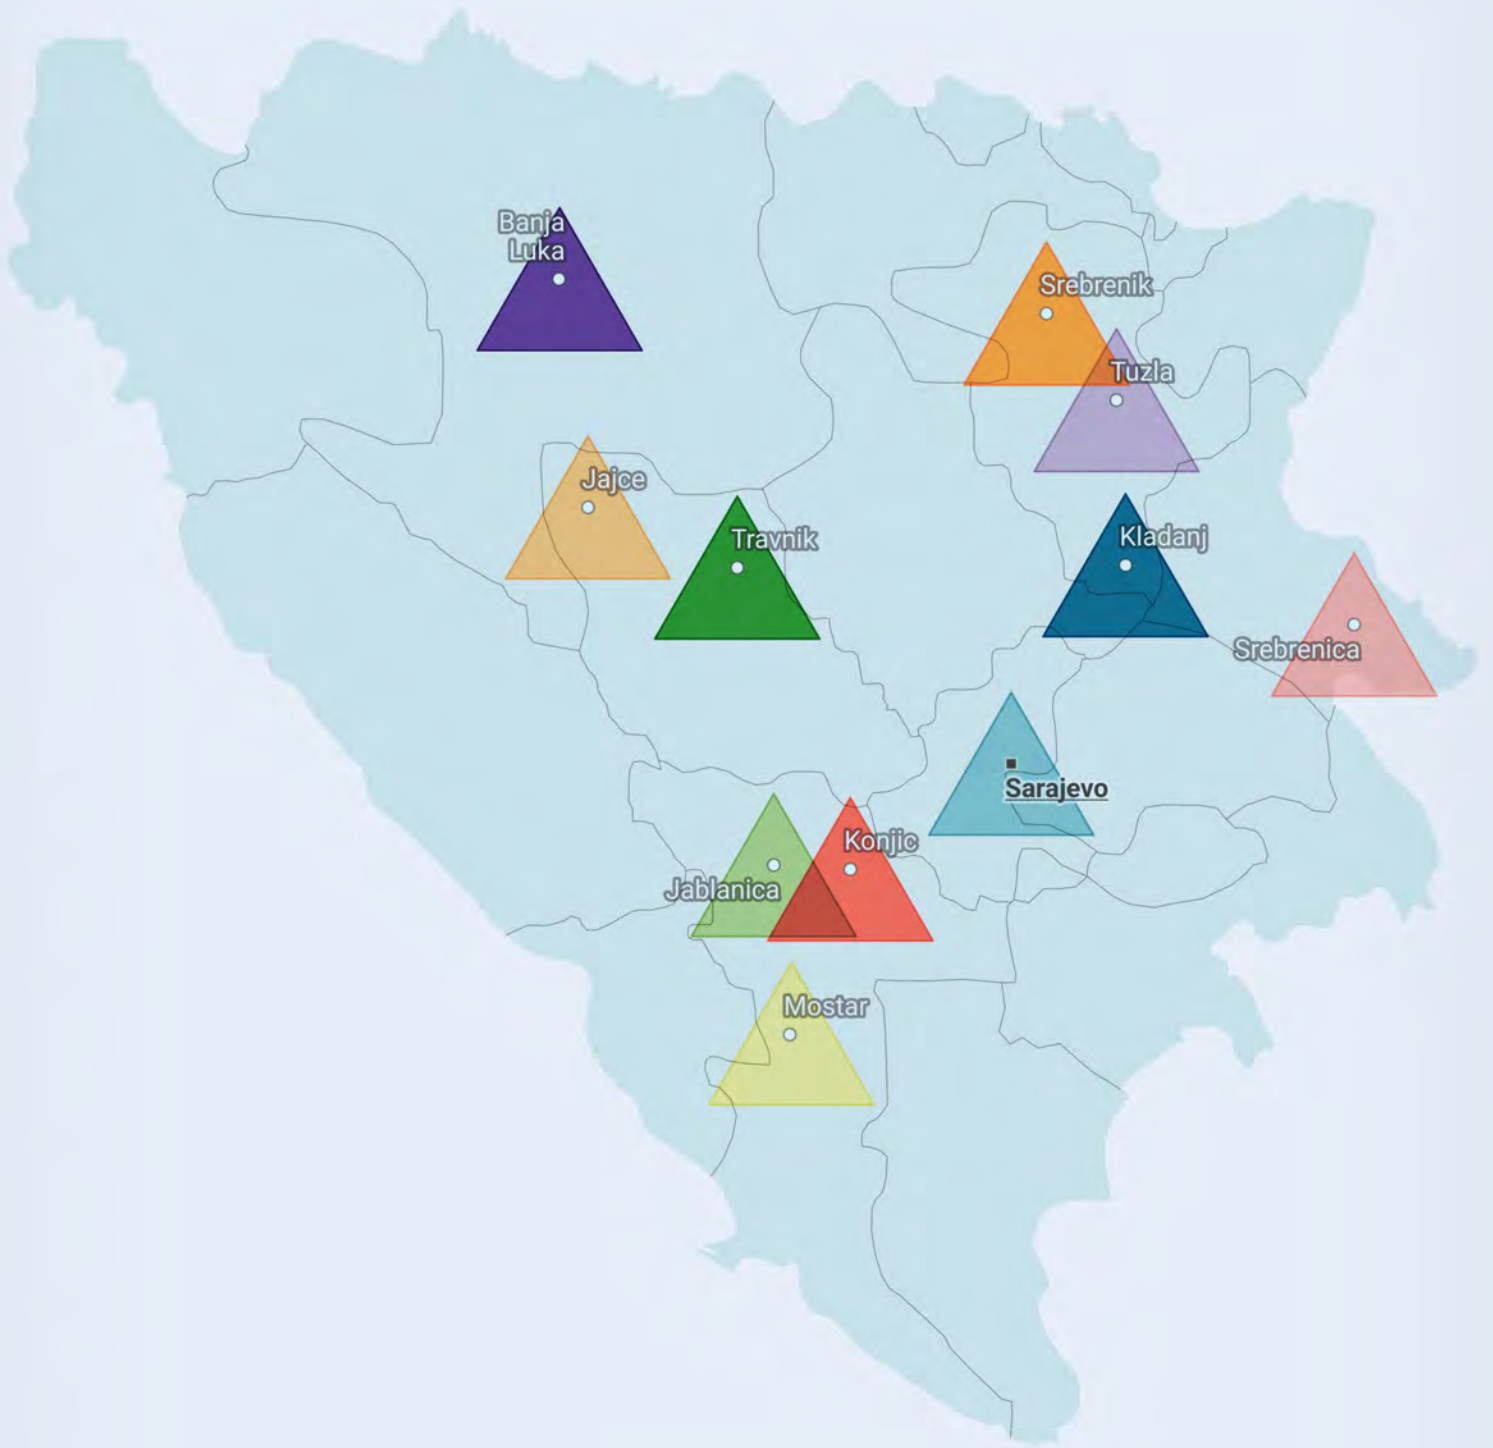 Banja
Luka
Srebrenik
Tuzla
Jajce
Travnik
Kladanj
Srebrenica
Sarajevo
Konjic
Jablanica
Mostar